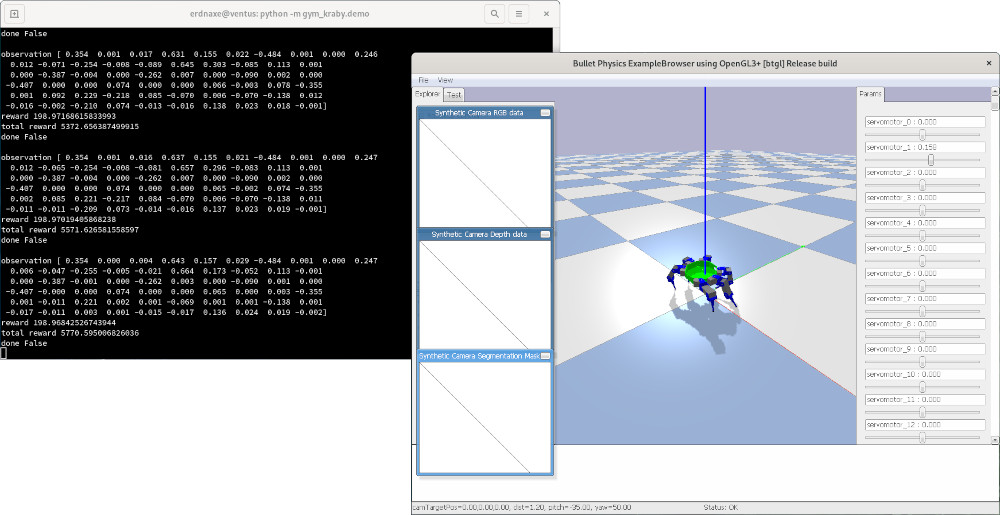 erdnaxe@ventus: python -m gym_kraby.demo
done False
observation [ 0.354 0.001 0.017 0.631 0.155 0.022 -0.484 0.001 0.000 0.246
0.012 -0.071 -0.254 -0.008 -0.089 0.645 0.303 -0.085 0.113 0.001
0.000 -0.387 -0.004 0.000 -0.262 0.007 0.000 -0.090 0.002 0.000
-0.407 0.000 0.000 0.074 0.000 0.000 0.066 -0.003 0.078 -0.355
0.001 0.092 0.229 -0.218 0.085 -0.070 0.006 -0.070 -0.138 0.012
-0.016 -0.002 -0.210 0.074 -0.013 -0.016 0.138 0.023 0.018 -0.001]
reward 198.97168615833993
total reward 5372.656387499915
done False
observation [ 0.354 0.001 0.016 0.637 0.155 0.021 -0.484 0.001 0.000 0.247
0.012 -0.065 -0.254 -0.008 -0.081 0.657 0.296 -0.083 0.113 0.001
0.000 -0.387 -0.004 0.000 -0.262 0.007 0.000 -0.090 0.002 0.000
-0.407 0.000 0.000 0.074 0.000 0.000 0.065 -0.002 0.074 -0.355
0.002 0.085 0.221 -0.217 0.084 -0.070 0.006 -0.070 -0.138 0.011
-0.011 -0.011 -0.209 0.073 -0.014 -0.016 0.137 0.023 0.019 -0.001]
reward 198.97019405868238
total reward 5571.626581558597
done False
observation [ 0.354 0.000 0.004 0.643 0.157 0.029 -0.484 0.001 0.000 0.247
0.006 -0.047 -0.255 -0.005 -0.021 0.664 0.173 -0.052 0.113 -0.001
0.000 -0.387 -0.001 0.000 -0.262 0.003 0.000 -0.090 0.001 0.000
-0.407 -0.000 0.000 0.074 0.000 0.000 0.065 0.000 0.003 -0.355
0.001 -0.011 0.221 0.002 0.001 -0.069 0.001 0.001 -0.138 0.001
-0.017 -0.011 0.003 0.001 -0.015 -0.017 0.136 0.024 0.019 -0.002]
reward 198.96842526743944
total reward 5770.595006826036
done False
Bullet Physics ExampleBrowser using OpenGL3+ [btgl] Release build
File View
Explorer Test
Synthetic Camera RGB data
Synthetic Camera Depth data
Synthetic Camera Segmentation Mask
Params
servomotor_0 : 0.000
servomotor_1 : 0.158
servomotor_2 : 0.000
servomotor_3 : 0.000
servomotor_4 : 0.000
servomotor_5 : 0.000
servomotor_6 : 0.000
servomotor_7 : 0.000
servomotor_8 : 0.000
servomotor_9 : 0.000
servomotor_10 : 0.000
servomotor_11 : 0.000
servomotor_12 : 0.000
camTargetPos=0.00,0.00,0.00, dist=1.20, pitch=-35.00, yaw=50.00
Status: OK